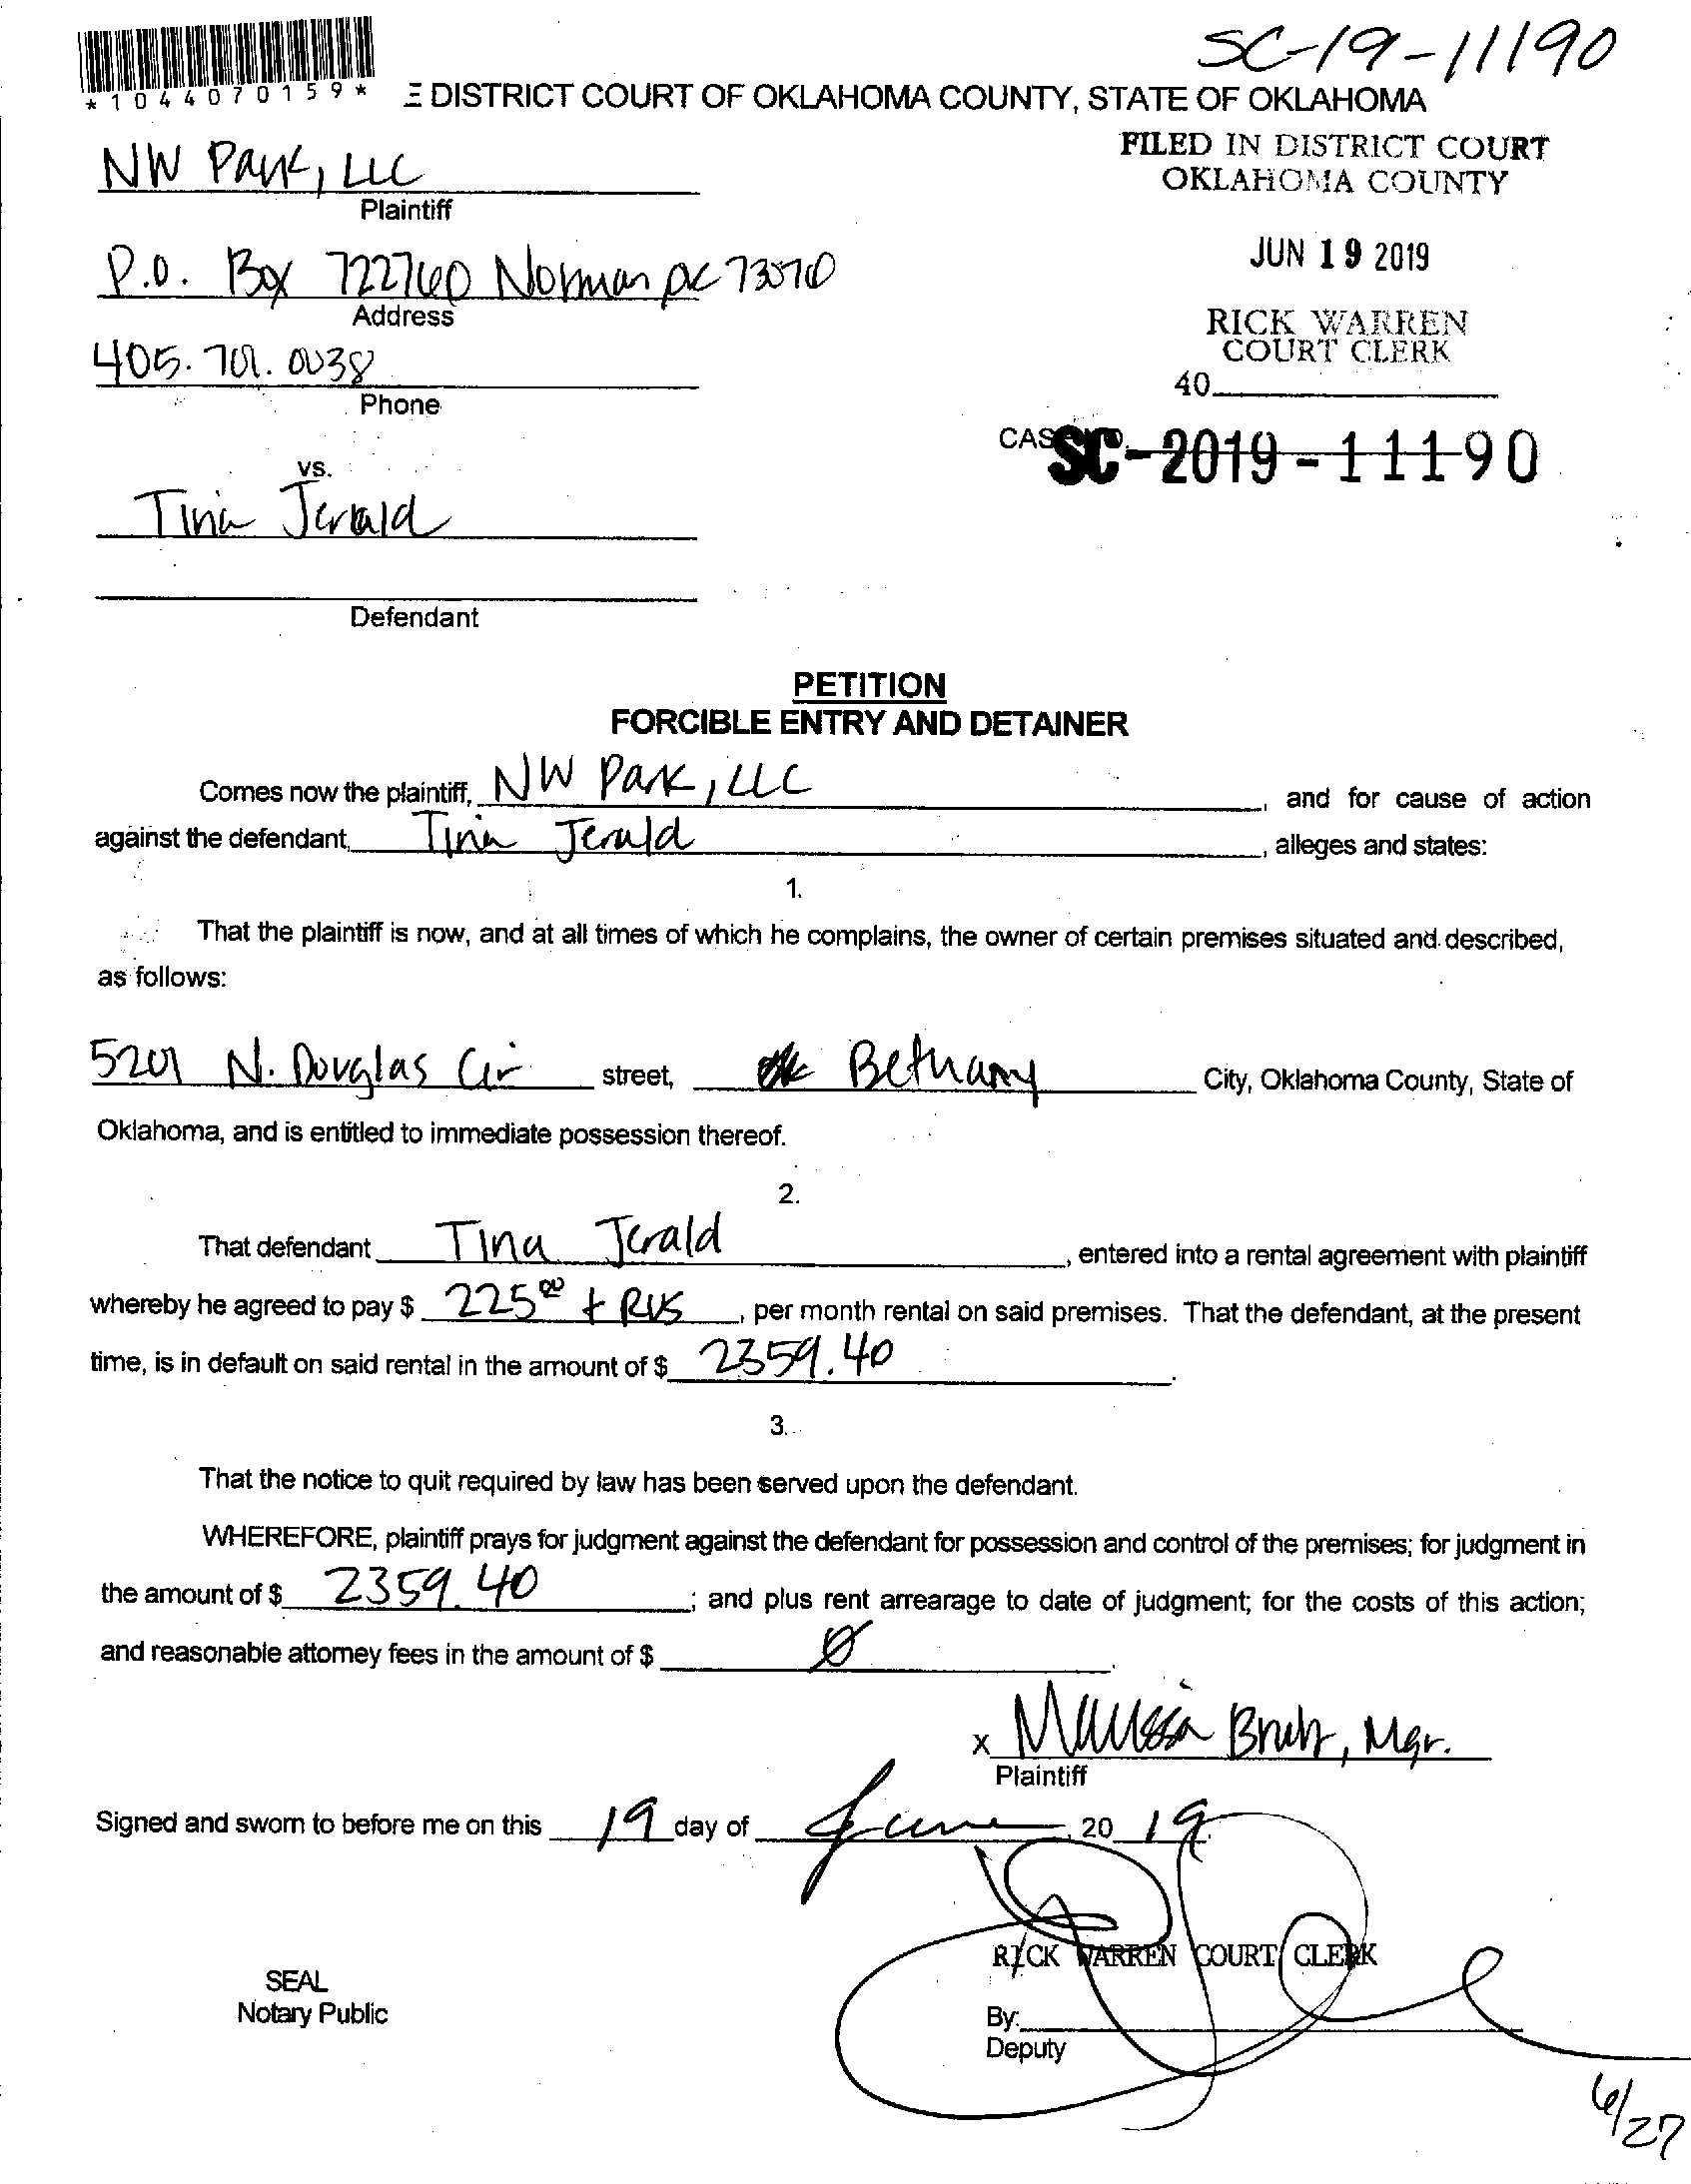 SC-19-11190
*1044070159*
E DISTRICT COURT OF OKLAHOMA COUNTY, STATE OF OKLAHOMA
FILED IN DISTRICT COURT
OKLAHOMA COUNTY
NW Park, LLC
Plaintiff
JUN 19 2019
P.O. Box 722760 Norman OK 73070
Address
RICK WARREN
COURT CLERK
405.701.0038
Phone
40
CAS SC-2019-11190
vs.
Tina Jerald
Defendant
PETITION
FORCIBLE ENTRY AND DETAINER
Comes now the plaintiff, NW Park, LLC, and for cause of action
against the defendant, Tina Jerald, alleges and states:
1.
That the plaintiff is now, and at all times of which he complains, the owner of certain premises situated and described,
as follows:
5201 N. Douglas Cir street, Bethany City, Oklahoma County, State of
Oklahoma, and is entitled to immediate possession thereof.
2.
That defendant Tina Jerald, entered into a rental agreement with plaintiff
whereby he agreed to pay $ 225 00 +, per month rental on said premises. That the defendant, at the present
time, is in default on said rental in the amount of $ 2359.40.
3.
That the notice to quit required by law has been served upon the defendant.
WHEREFORE, plaintiff prays for judgment against the defendant for possession and control of the premises; for judgment in
the amount of $ 2359.40; and plus rent arrearage to date of judgment; for the costs of this action;
and reasonable attorney fees in the amount of $ Ø.
x Marissa, Mgr.
Plaintiff
Signed and sworn to before me on this 19 day of June, 20 19.
RICK WARREN COURT CLERK
SEAL
Notary Public
By:
Deputy
6/27